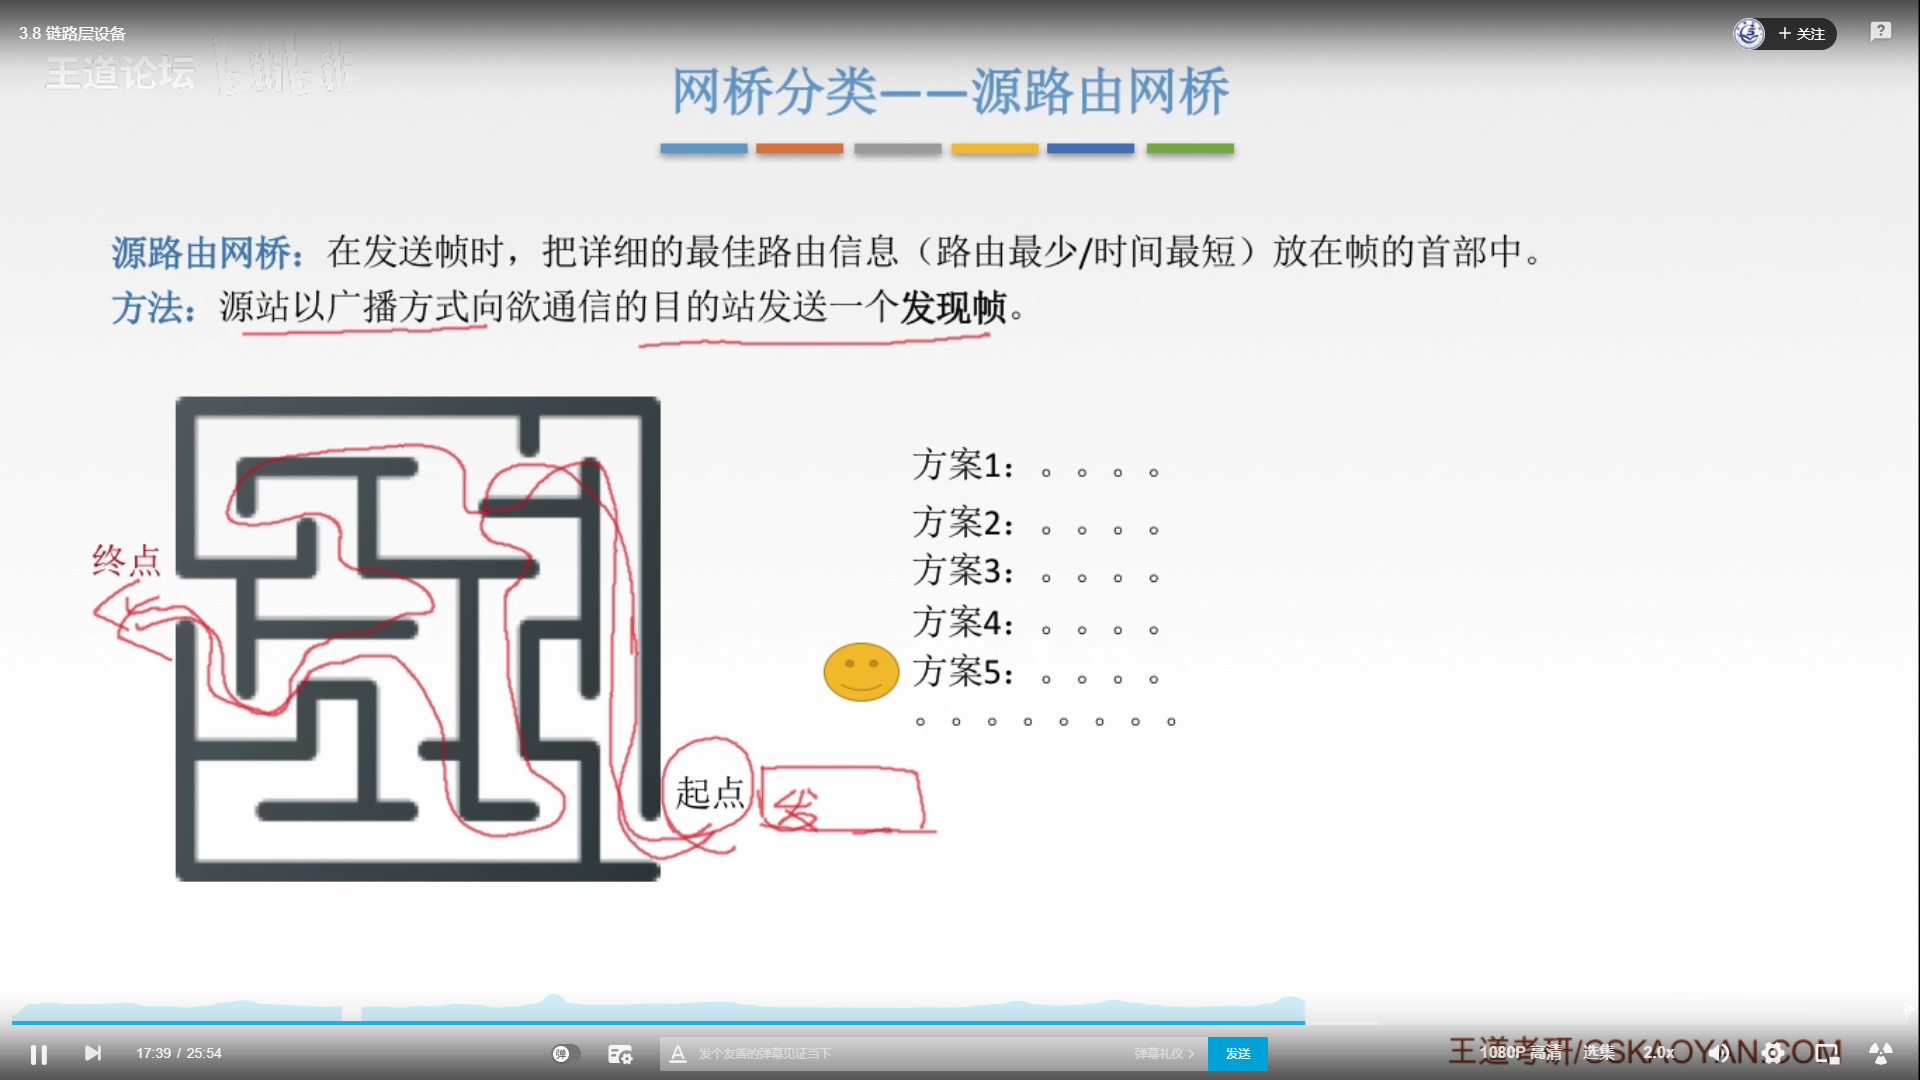 3.8 链路层设备
关注
王道论坛 bilibili
网桥分类——源路由网桥
源路由网桥：在发送帧时，把详细的最佳路由信息（路由最少/时间最短）放在帧的首部中。
方法：源站以广播方式向欲通信的目的站发送一个发现帧。
方案1：。。。。
方案2：。。。。
终点
方案3：。。。。
方案4：。。。。
方案5：。。。。
。。。。。。。。
起点
发
17:39 / 25:54
弹
发个友善的弹幕见证当下
弹幕礼仪
发送
1080P 高清
选集
2.0x
王道考研/CSKAOYAN.COM